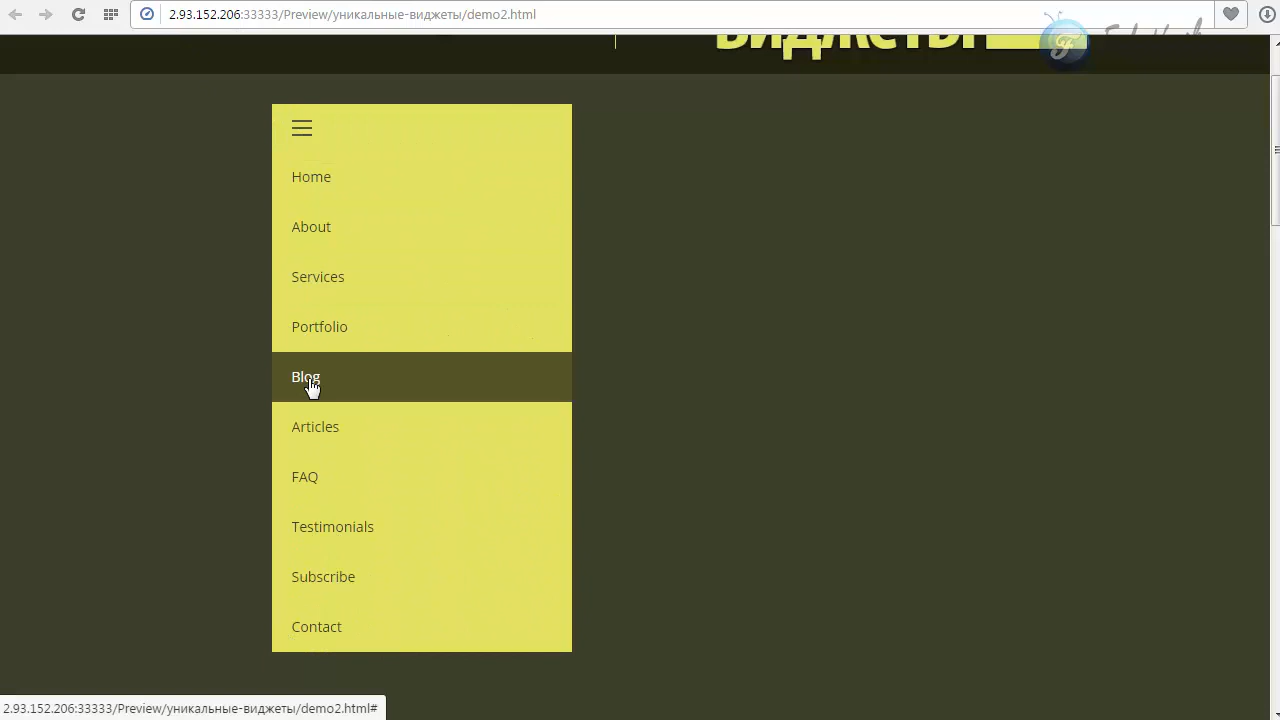 2.93.152.206:33333/Preview/уникальные-виджеты/demo2.html
ВИДЖЕТЫ
Home
About
Services
Portfolio
Blog
Articles
FAQ
Testimonials
Subscribe
Contact
2.93.152.206:33333/Preview/уникальные-виджеты/demo2.html#